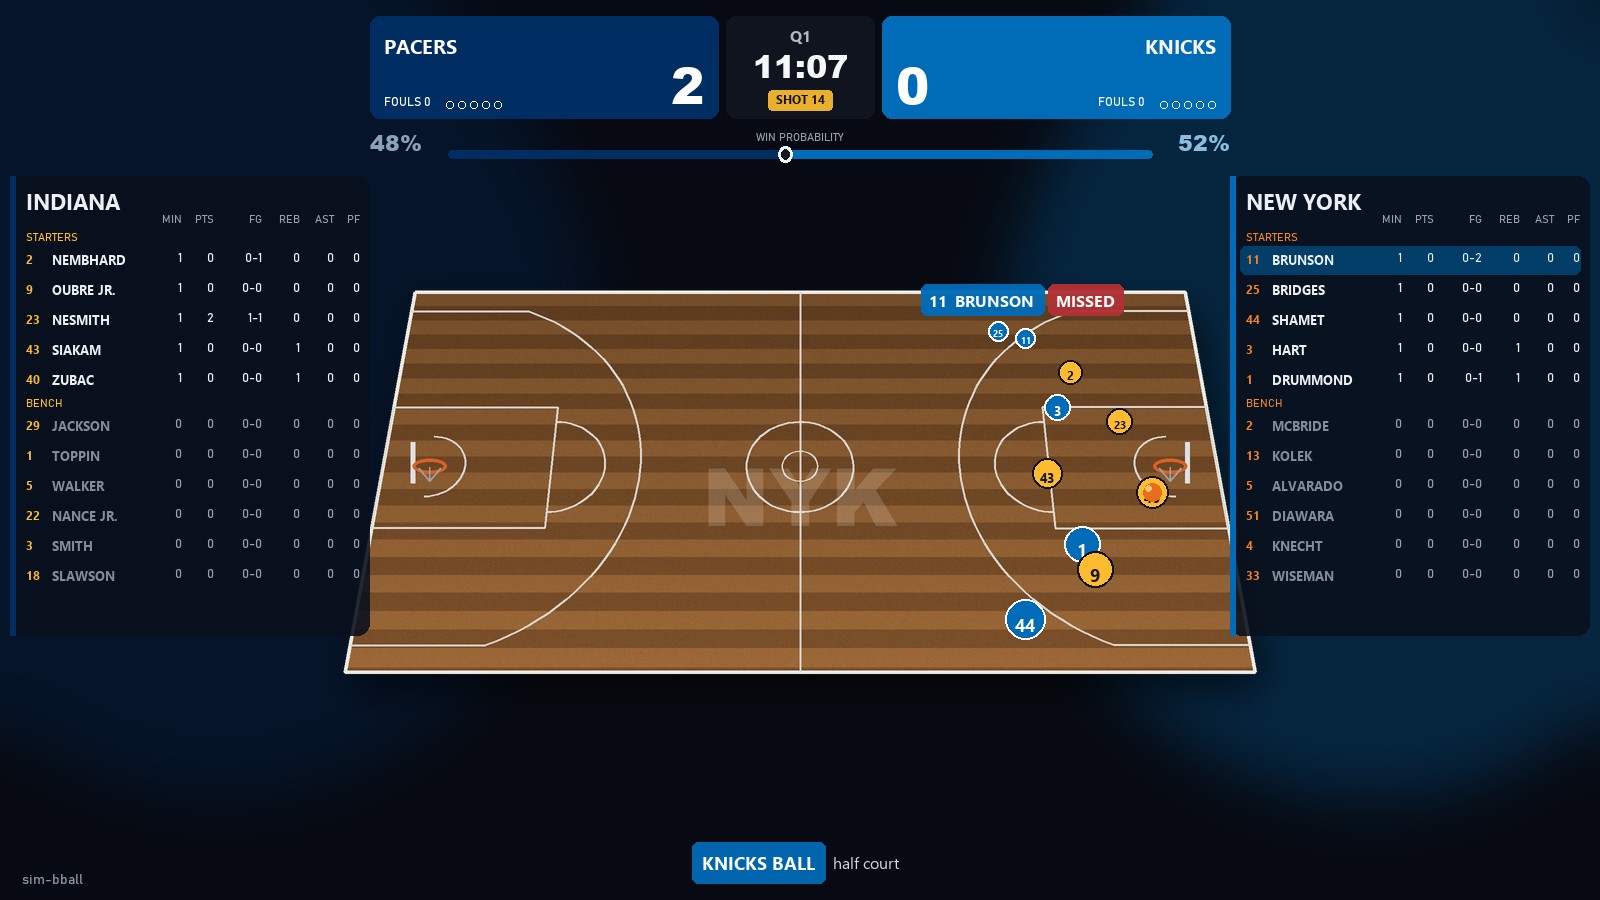 PACERS
2
FOULS 0
Q1
11:07
SHOT 14
KNICKS
0
FOULS 0
48%
WIN PROBABILITY
52%
INDIANA
MIN PTS FG REB AST PF
STARTERS
2 NEMBHARD 1 0 0-1 0 0 0
9 OUBRE JR. 1 0 0-0 0 0 0
23 NESMITH 1 2 1-1 0 0 0
43 SIAKAM 1 0 0-0 1 0 0
40 ZUBAC 1 0 0-0 1 0 0
BENCH
29 JACKSON 0 0 0-0 0 0 0
1 TOPPIN 0 0 0-0 0 0 0
5 WALKER 0 0 0-0 0 0 0
22 NANCE JR. 0 0 0-0 0 0 0
3 SMITH 0 0 0-0 0 0 0
18 SLAWSON 0 0 0-0 0 0 0
11 BRUNSON MISSED
25
11
2
3
23
43
NYK
1
9
44
NEW YORK
MIN PTS FG REB AST PF
STARTERS
11 BRUNSON 1 0 0-2 0 0 0
25 BRIDGES 1 0 0-0 0 0 0
44 SHAMET 1 0 0-0 0 0 0
3 HART 1 0 0-0 1 0 0
1 DRUMMOND 1 0 0-1 1 0 0
BENCH
2 MCBRIDE 0 0 0-0 0 0 0
13 KOLEK 0 0 0-0 0 0 0
5 ALVARADO 0 0 0-0 0 0 0
51 DIAWARA 0 0 0-0 0 0 0
4 KNECHT 0 0 0-0 0 0 0
33 WISEMAN 0 0 0-0 0 0 0
KNICKS BALL half court
sim-bball